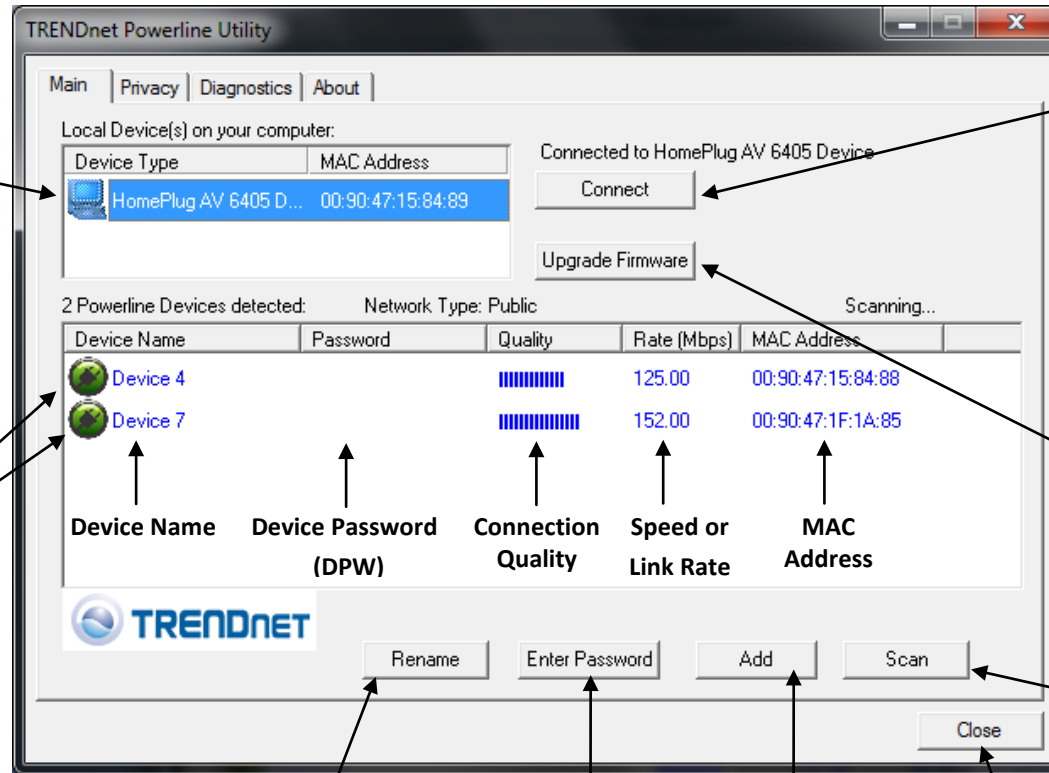 TRENDnet Powerline Utility
Main Privacy Diagnostics About
Local Device(s) on your computer:
Device Type MAC Address
HomePlug AV 6405 D... 00:90:47:15:84:89
Connected to HomePlug AV 6405 Device
Connect
Upgrade Firmware
2 Powerline Devices detected: Network Type: Public Scanning...
Device Name Password Quality Rate (Mbps) MAC Address
Device 4 125.00 00:90:47:15:84:88
Device 7 152.00 00:90:47:1F:1A:85
Device Name Device Password Connection Speed or MAC
(DPW) Quality Link Rate Address
TRENDNET
Rename Enter Password Add Scan
Close